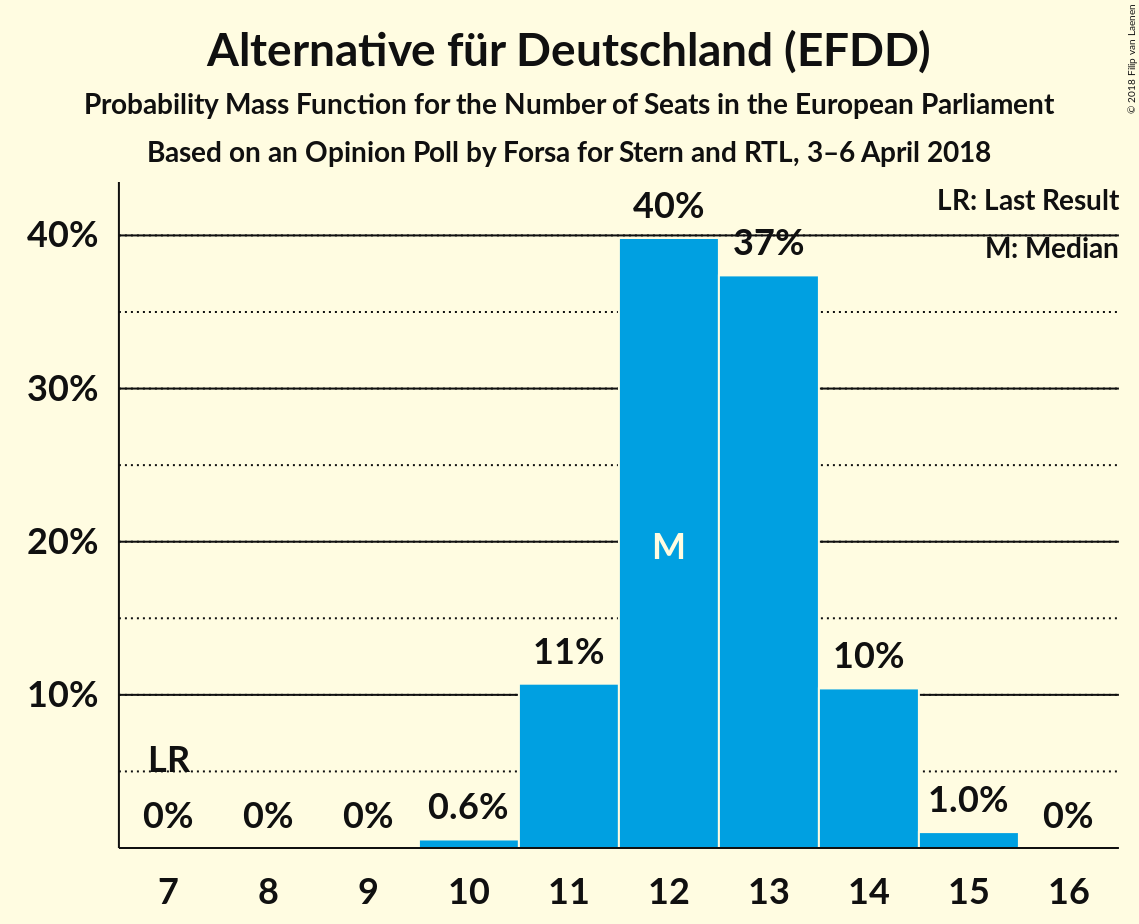 Alternative für Deutschland (EFDD)
Probability Mass Function for the Number of Seats in the European Parliament
Based on an Opinion Poll by Forsa for Stern and RTL, 3–6 April 2018
© 2018 Filip van Laenen
LR: Last Result
M: Median
40%
30%
20%
10%
LR
0%
0%
0%
0.6%
11%
40%
M
37%
10%
1.0%
0%
7 8 9 10 11 12 13 14 15 16